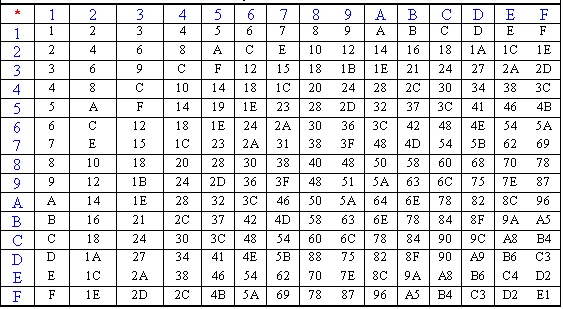 * 1 2 3 4 5 6 7 8 9 A B C D E F
1 1 2 3 4 5 6 7 8 9 A B C D E F
2 2 4 6 8 A C E 10 12 14 16 18 1A 1C 1E
3 3 6 9 C F 12 15 18 1B 1E 21 24 27 2A 2D
4 4 8 C 10 14 18 1C 20 24 28 2C 30 34 38 3C
5 5 A F 14 19 1E 23 28 2D 32 37 3C 41 46 4B
6 6 C 12 18 1E 24 2A 30 36 3C 42 48 4E 54 5A
7 7 E 15 1C 23 2A 31 38 3F 48 4D 54 5B 62 69
8 8 10 18 20 28 30 38 40 48 50 58 60 68 70 78
9 9 12 1B 24 2D 36 3F 48 51 5A 63 6C 75 7E 87
A A 14 1E 28 32 3C 46 50 5A 64 6E 78 82 8C 96
B B 16 21 2C 37 42 4D 58 63 6E 78 84 8F 9A A5
C C 18 24 30 3C 48 54 60 6C 78 84 90 9C A8 B4
D D 1A 27 34 41 4E 5B 88 75 82 8F 90 A9 B6 C3
E E 1C 2A 38 46 54 62 70 7E 8C 9A A8 B6 C4 D2
F F 1E 2D 2C 4B 5A 69 78 87 96 A5 B4 C3 D2 E1